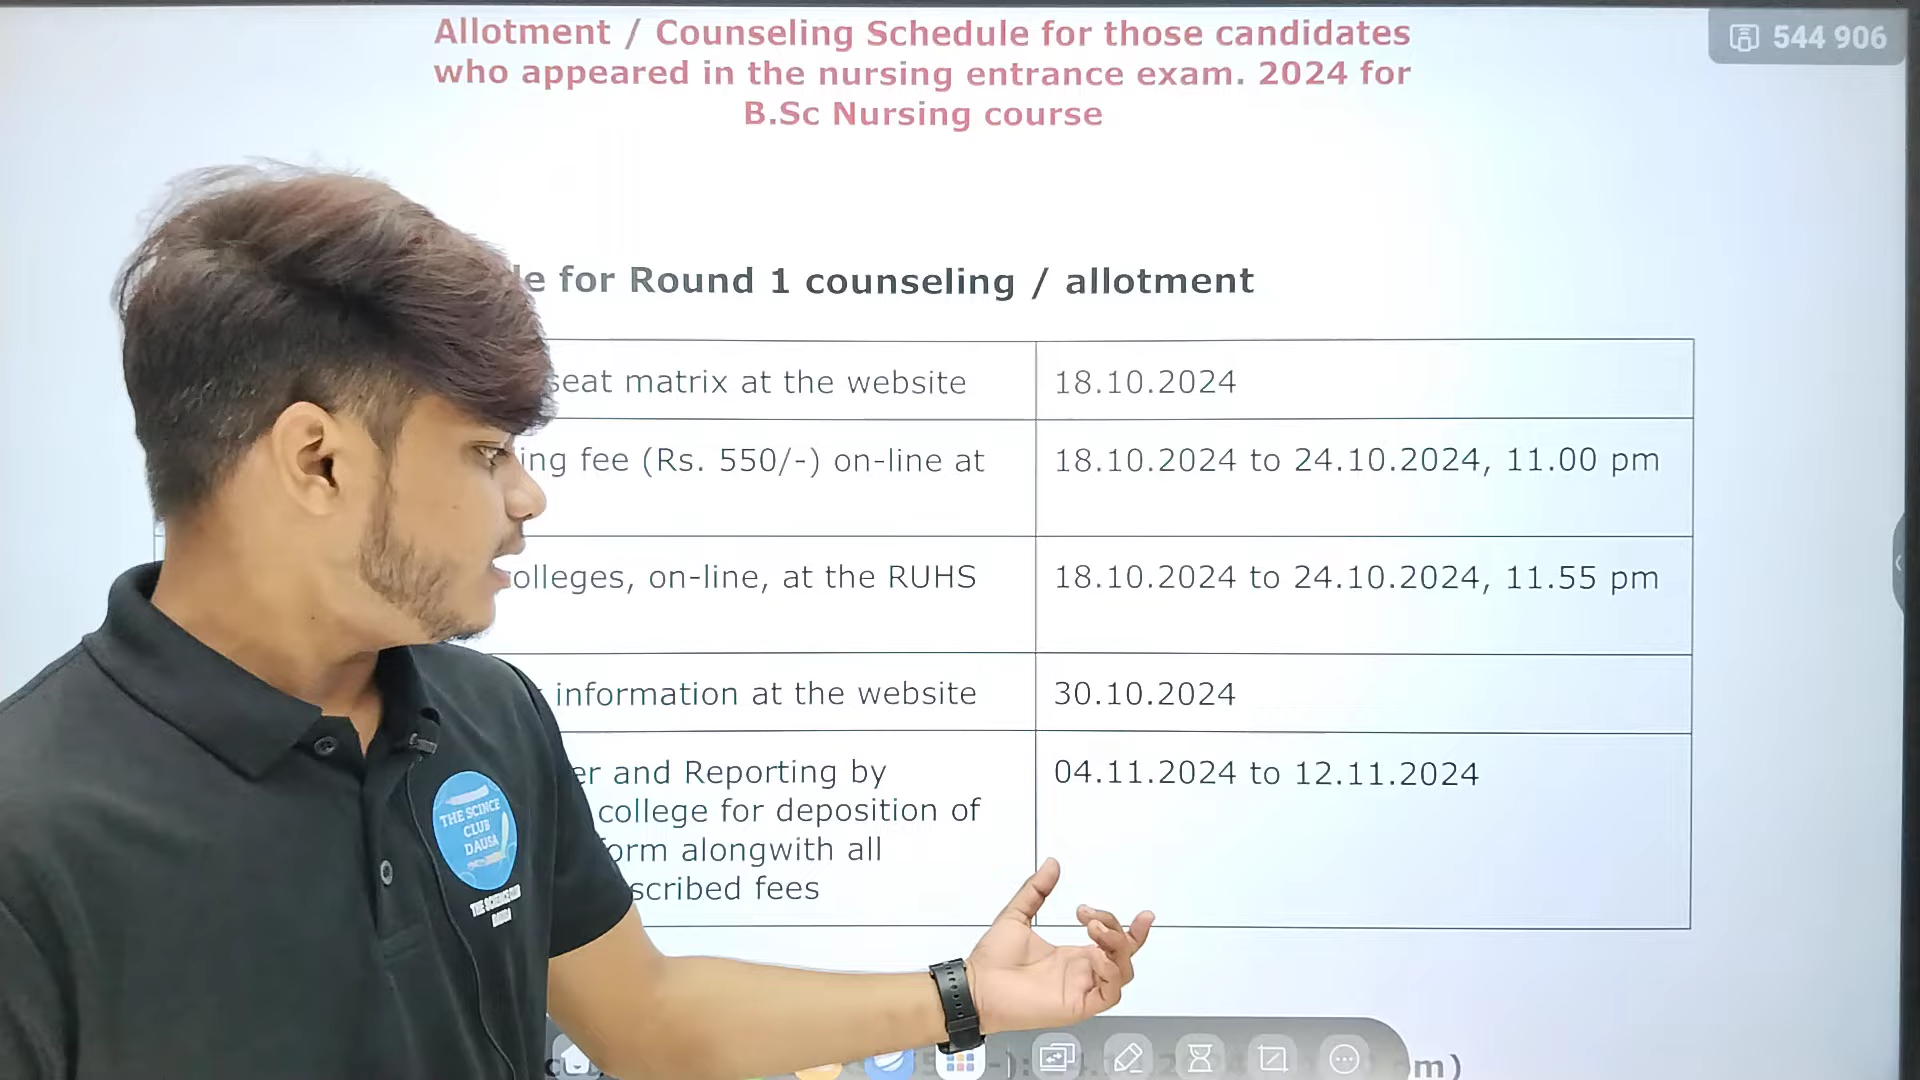 Allotment / Counseling Schedule for those candidates
who appeared in the nursing entrance exam. 2024 for
B.Sc Nursing course
544 906
for Round 1 counseling / allotment
seat matrix at the website 18.10.2024
fee (Rs. 550/-) on-line at 18.10.2024 to 24.10.2024, 11.00 pm
olleges, on-line, at the RUHS 18.10.2024 to 24.10.2024, 11.55 pm
information at the website 30.10.2024
er and Reporting by 04.11.2024 to 12.11.2024
college for deposition of
orm alongwith all
scribed fees
THE SCINCE
CLUB
DAUSA
THE SCIENCE CLUB
DAUSA
m)